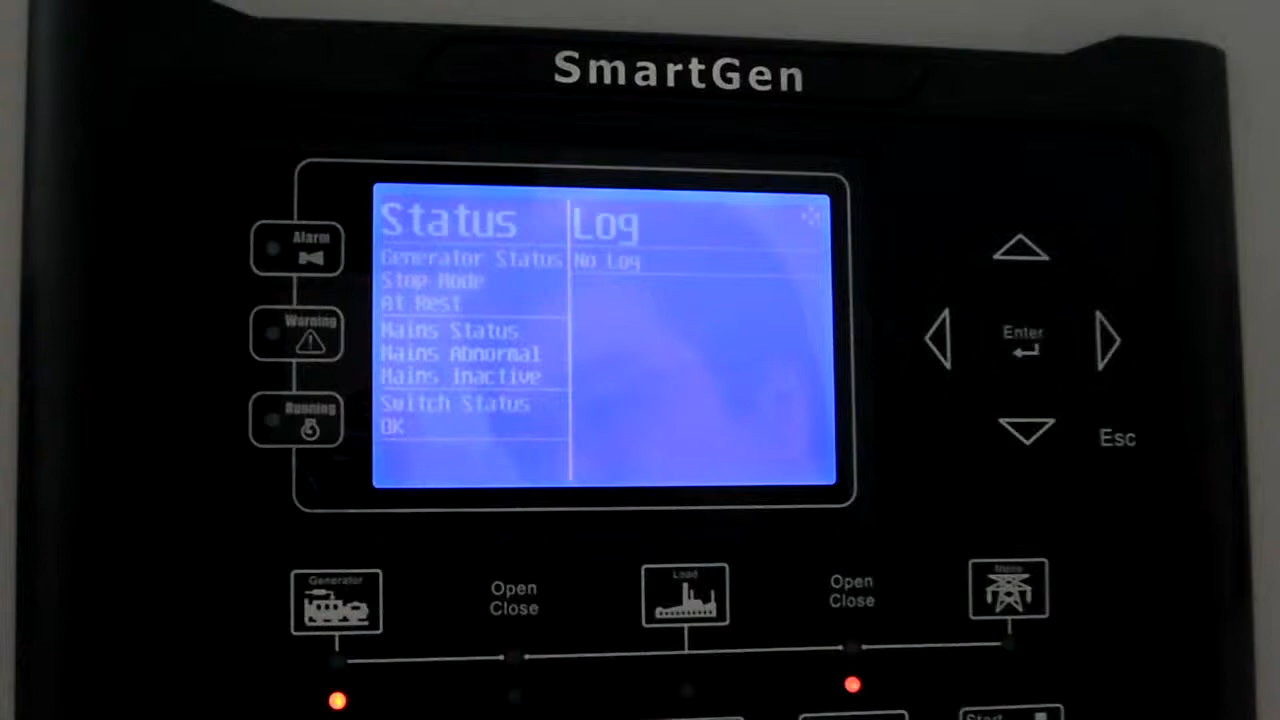 SmartGen
Status
Log
Generator Status
No Log
Stop Mode
At Rest
Mains Status
Mains Abnormal
Mains Inactive
Switch Status
OK
Alarm
Warning
Running
Enter
Esc
Generator
Open
Close
Load
Open
Close
Mains
Start